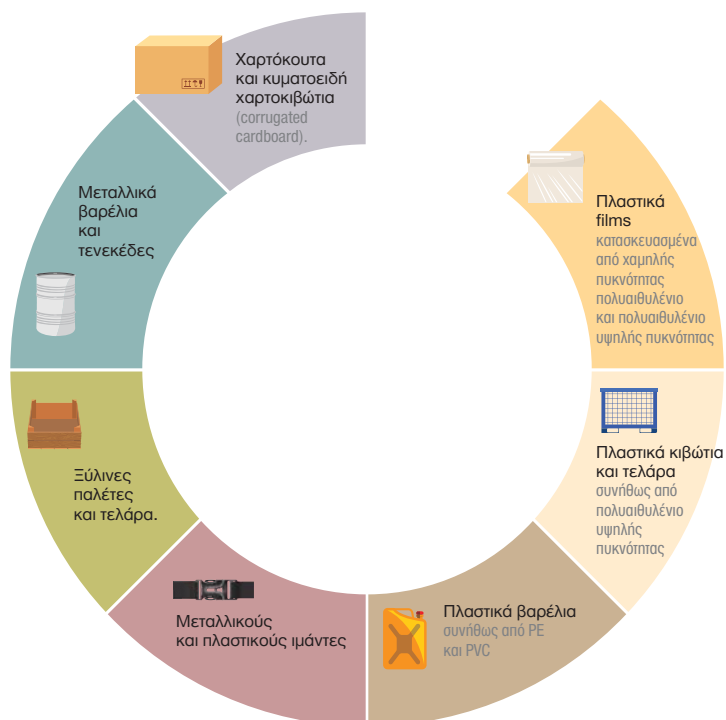 Χαρτόκουτα
και κυματοειδή
χαρτοκιβώτια
(corrugated
cardboard).
Πλαστικά
films
κατασκευασμένα
από χαμηλής
πυκνότητας
πολυαιθυλένιο
και πολυαιθυλένιο
υψηλής πυκνότητας
Πλαστικά κιβώτια
και τελάρα
συνήθως από
πολυαιθυλένιο
υψηλής
πυκνότητας
Πλαστικά βαρέλια
συνήθως από PE
και PVC
Μεταλλικούς
και πλαστικούς ιμάντες
Ξύλινες
παλέτες
και τελάρα.
Μεταλλικά
βαρέλια
και
τενεκέδες